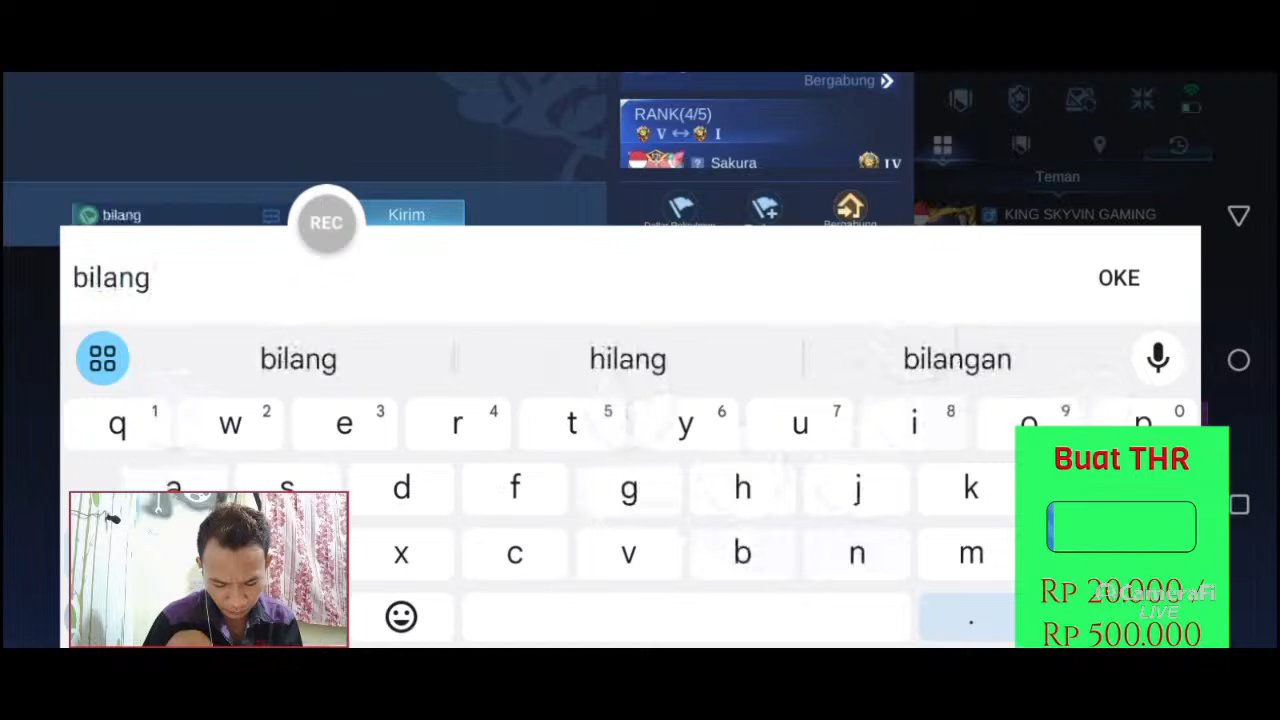 Bergabung
RANK(4/5)
V I
Sakura IV
Teman
bilang Kirim
REC
Bergabung
KING SKYVIN GAMING
bilang OKE
bilang hilang bilangan
q 1 w 2 e 3 r 4 t 5 y 6 u 7 i 8 o 9 p 0
a s d f g h j k
x c v b n m
.
Buat THR
Rp 20.000 /
Rp 500.000
CameraFi
LIVE